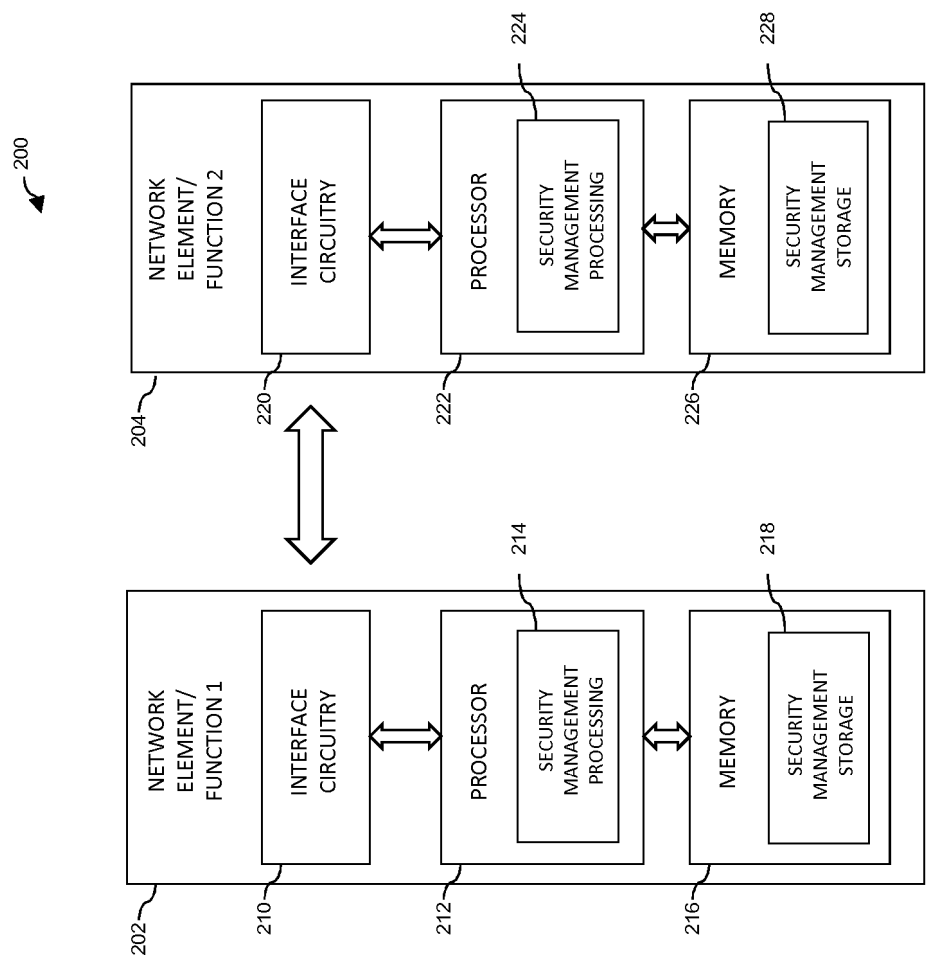 200
NETWORK
ELEMENT/
FUNCTION 1
INTERFACE
CIRCUITRY
PROCESSOR
SECURITY
MANAGEMENT
PROCESSING
MEMORY
SECURITY
MANAGEMENT
STORAGE
202
210
212
214
216
218
NETWORK
ELEMENT/
FUNCTION 2
INTERFACE
CIRCUITRY
PROCESSOR
SECURITY
MANAGEMENT
PROCESSING
MEMORY
SECURITY
MANAGEMENT
STORAGE
204
220
222
224
226
228